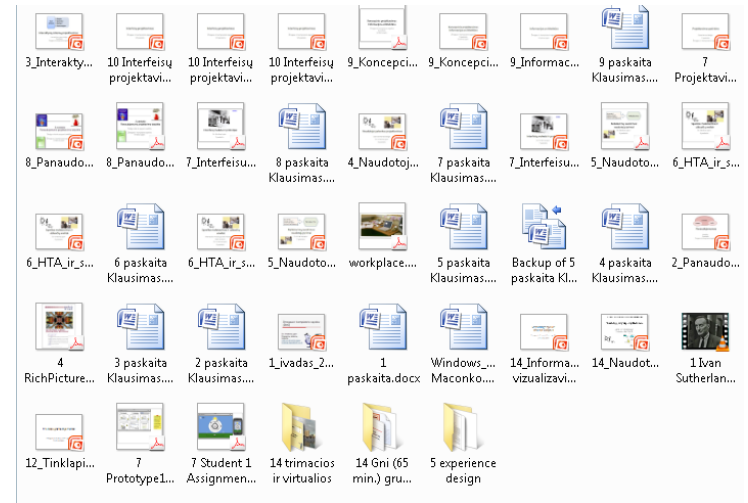 3_Interakty...
10 Interfeisų
projektavi...
10 Interfeisų
projektavi...
10 Interfeisų
projektavi...
9_Koncepci...
9_Koncepci...
9_Informac...
9 paskaita
Klausimas....
7
Projektavi...
8_Panaudo...
8_Panaudo...
7_Interfeisu...
8 paskaita
Klausimas....
4_Naudotoj...
7 paskaita
Klausimas....
7_Interfeisu...
5_Naudoto...
6_HTA_ir_s...
6_HTA_ir_s...
6 paskaita
Klausimas....
6_HTA_ir_s...
5_Naudoto...
workplace....
5 paskaita
Klausimas....
Backup of 5
paskaita Kl...
4 paskaita
Klausimas....
2_Panaudo...
4
RichPicture...
3 paskaita
Klausimas....
2 paskaita
Klausimas....
1_ivadas_2...
1
paskaita.docx
Windows_...
Maconko....
14_Informa...
vizualizavi...
14_Naudot...
1 Ivan
Sutherlan...
12_Tinklapi...
7
Prototype1...
7 Student 1
Assignmen...
14 trimacios
ir virtualios
14 Gni (65
min.) gru...
5 experience
design